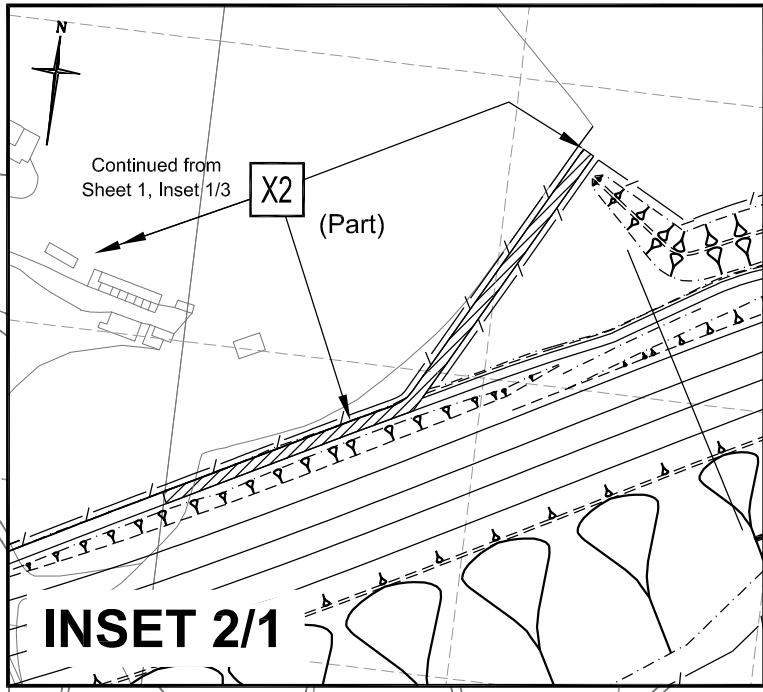 N
Continued from
Sheet 1, Inset 1/3
X2
(Part)
INSET 2/1